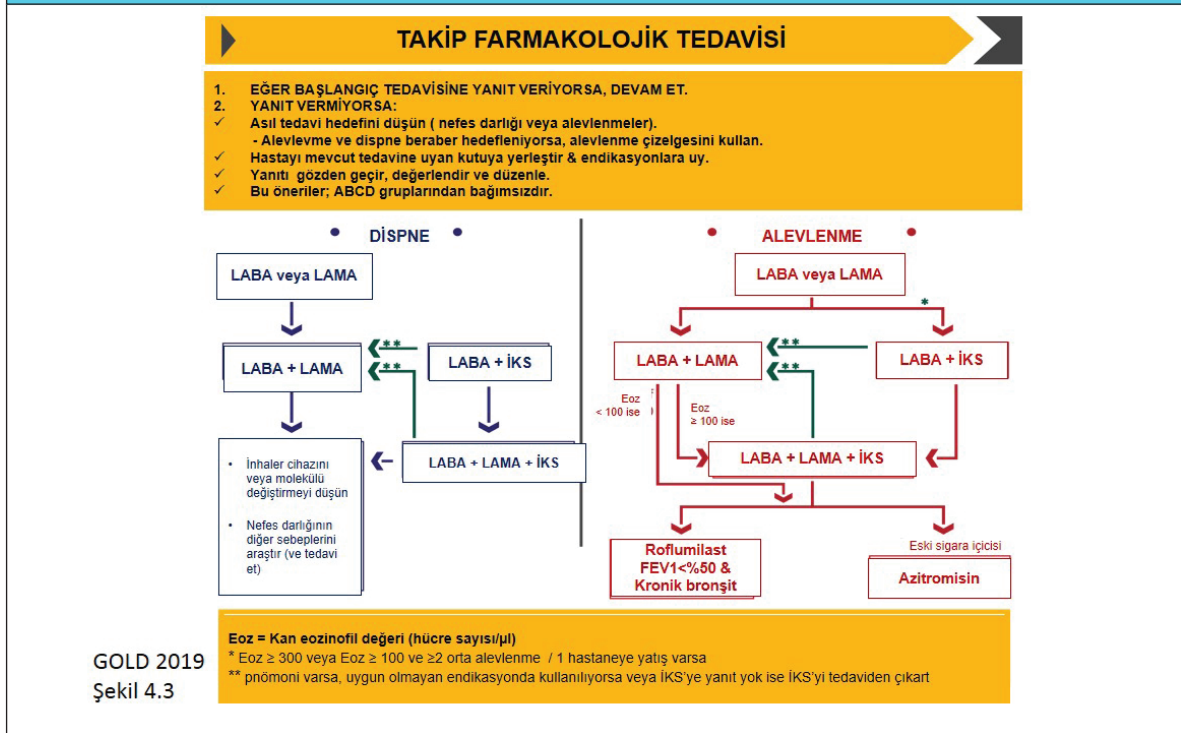 TAKİP FARMAKOLOJİK TEDAVİSİ
1. EĞER BAŞLANGIÇ TEDAVİSİNE YANIT VERİYORSA, DEVAM ET.
2. YANIT VERMİYORSA:
✓ Asıl tedavi hedefini düşün ( nefes darlığı veya alevlenmeler).
- Alevlevme ve dispne beraber hedefleniyorsa, alevlenme çizelgesini kullan.
✓ Hastayı mevcut tedavine uyan kutuya yerleştir & endikasyonlara uy.
✓ Yanıtı gözden geçir, değerlendir ve düzenle.
✓ Bu öneriler; ABCD gruplarından bağımsızdır.
• DİSPNE •
LABA veya LAMA
**
LABA + LAMA
**
LABA + İKS
LABA + LAMA + İKS
• İnhaler cihazını
veya molekülü
değiştirmeyi düşün
• Nefes darlığının
diğer sebeplerini
araştır (ve tedavi
et)
• ALEVLENME •
LABA veya LAMA
*
LABA + LAMA
**
**
LABA + İKS
Eoz
< 100 ise
Eoz
≥ 100 ise
LABA + LAMA + İKS
Roflumilast
FEV1<%50 &
Kronik bronşit
Eski sigara içicisi
Azitromisin
Eoz = Kan eozinofil değeri (hücre sayısı/µl)
* Eoz ≥ 300 veya Eoz ≥ 100 ve ≥2 orta alevlenme / 1 hastaneye yatış varsa
** pnömoni varsa, uygun olmayan endikasyonda kullanılıyorsa veya İKS'ye yanıt yok ise İKS'yi tedaviden çıkart
GOLD 2019
Şekil 4.3